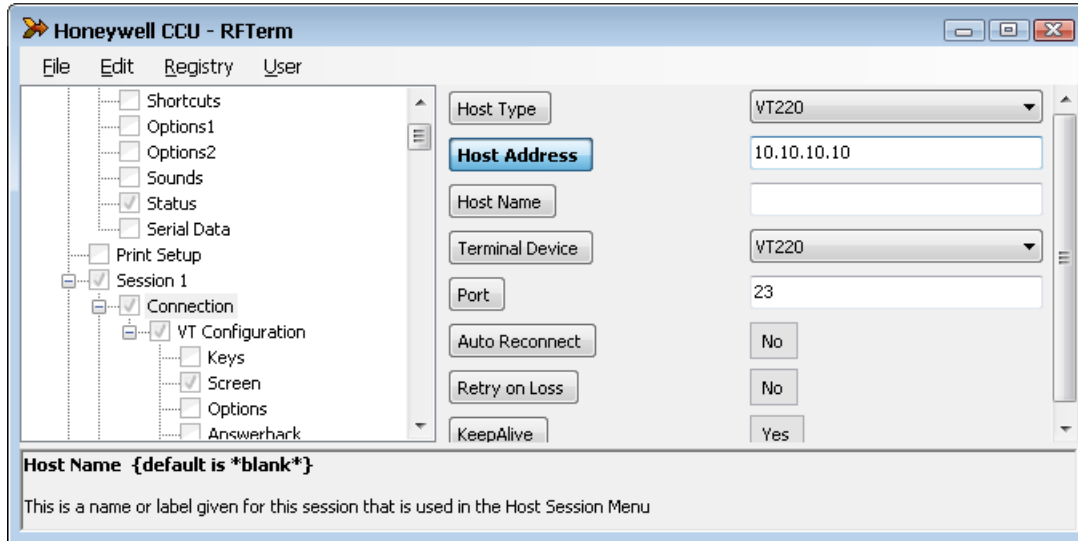 Honeywell CCU - RFTerm
File Edit Registry User
Shortcuts
Options1
Options2
Sounds
Status
Serial Data
Print Setup
Session 1
Connection
VT Configuration
Keys
Screen
Options
Answerback
Host Type VT220
Host Address 10.10.10.10
Host Name
Terminal Device VT220
Port 23
Auto Reconnect No
Retry on Loss No
KeepAlive Yes
Host Name {default is *blank*}
This is a name or label given for this session that is used in the Host Session Menu